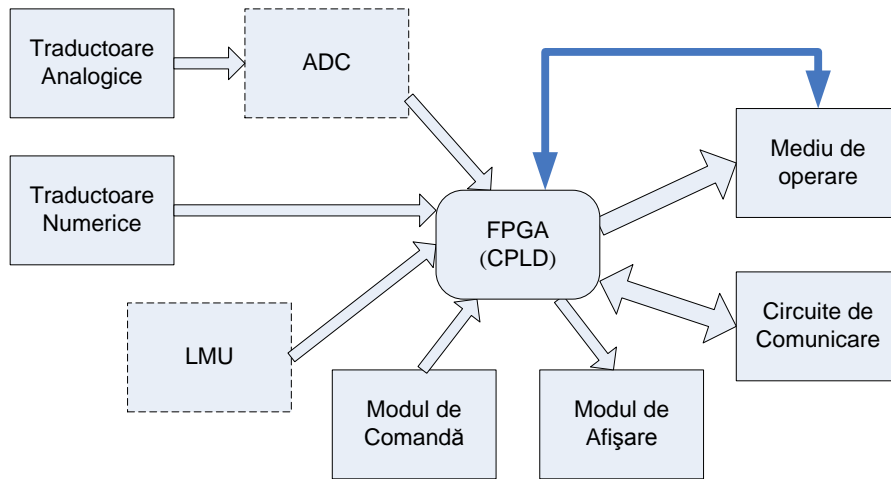 Traductoare
Analogice
ADC
Mediu de
operare
Traductoare
Numerice
FPGA
(CPLD)
LMU
Circuite de
Comunicare
Modul de
Comandă
Modul de
Afişare